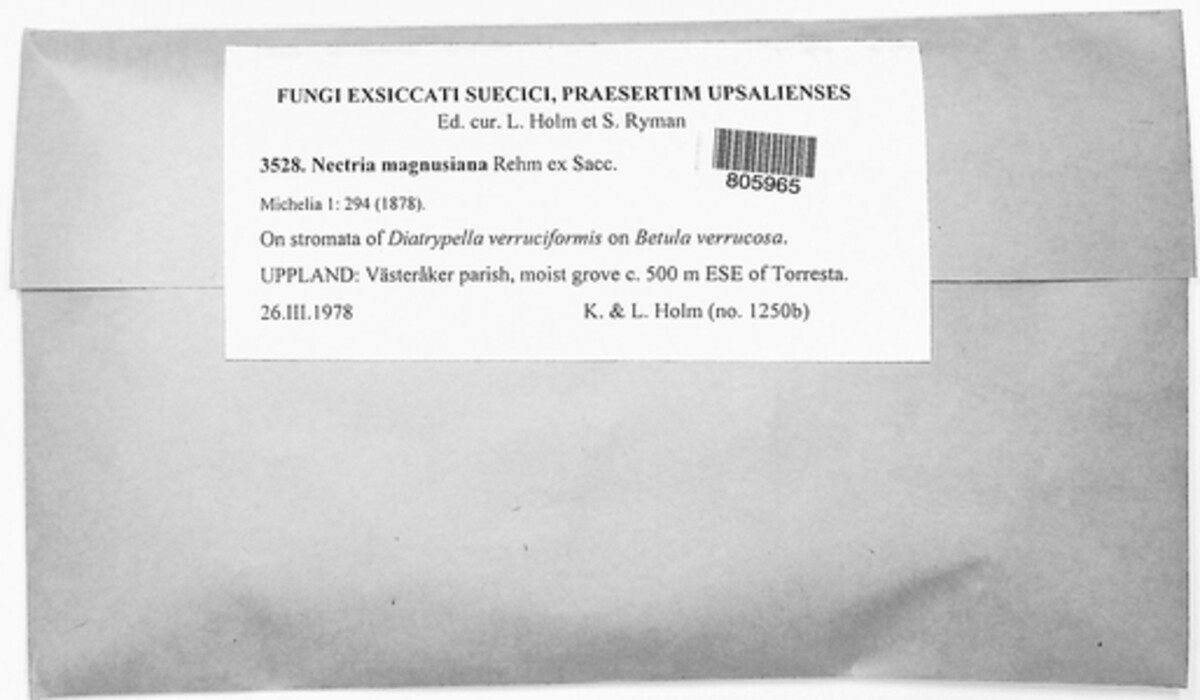 FUNGI EXSICCATI SUECICI, PRAESERTIM UPSALIENSES
Ed. cur. L. Holm et S. Ryman
3528. Nectria magnusiana Rehm ex Sacc.
805965
Michelia 1: 294 (1878).
On stromata of Diatrypella verruciformis on Betula verrucosa.
UPPLAND: Västeråker parish, moist grove c. 500 m ESE of Torresta.
26.III.1978 K. & L. Holm (no. 1250b)